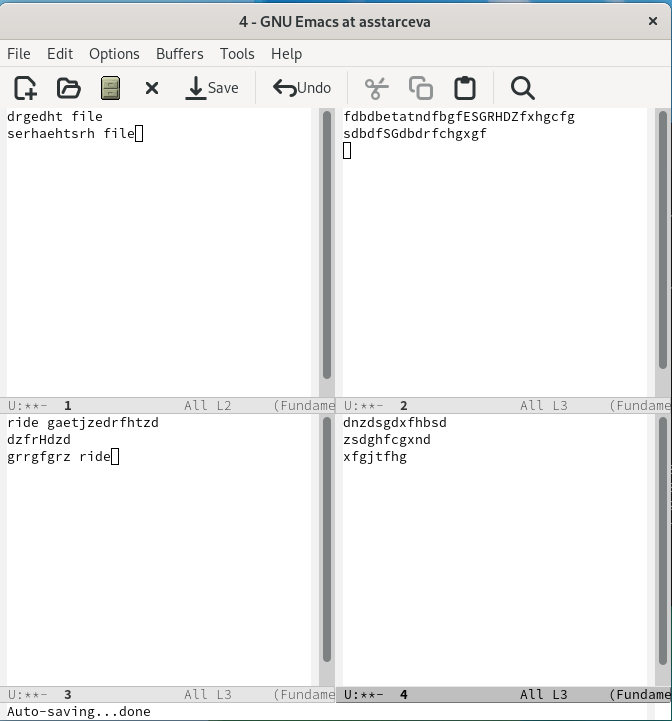 4 - GNU Emacs at asstarceva
File Edit Options Buffers Tools Help
Save Undo
drgedht file
serhaehtsrh file
U:**- 1 All L2 (Fundame
fdbdbetatndfbgfESGRHDZfxhgcfg
sdbdfSGdbdrfchgxgf
U:**- 2 All L3 (Fundame
ride gaetjzedrfhtzd
dzfrHdzd
grrgfgrz ride
U:**- 3 All L3 (Fundame
dnzdsgdxfhbsd
zsdghfcgxnd
xfgjtfhg
U:**- 4 All L3 (Fundame
Auto-saving...done